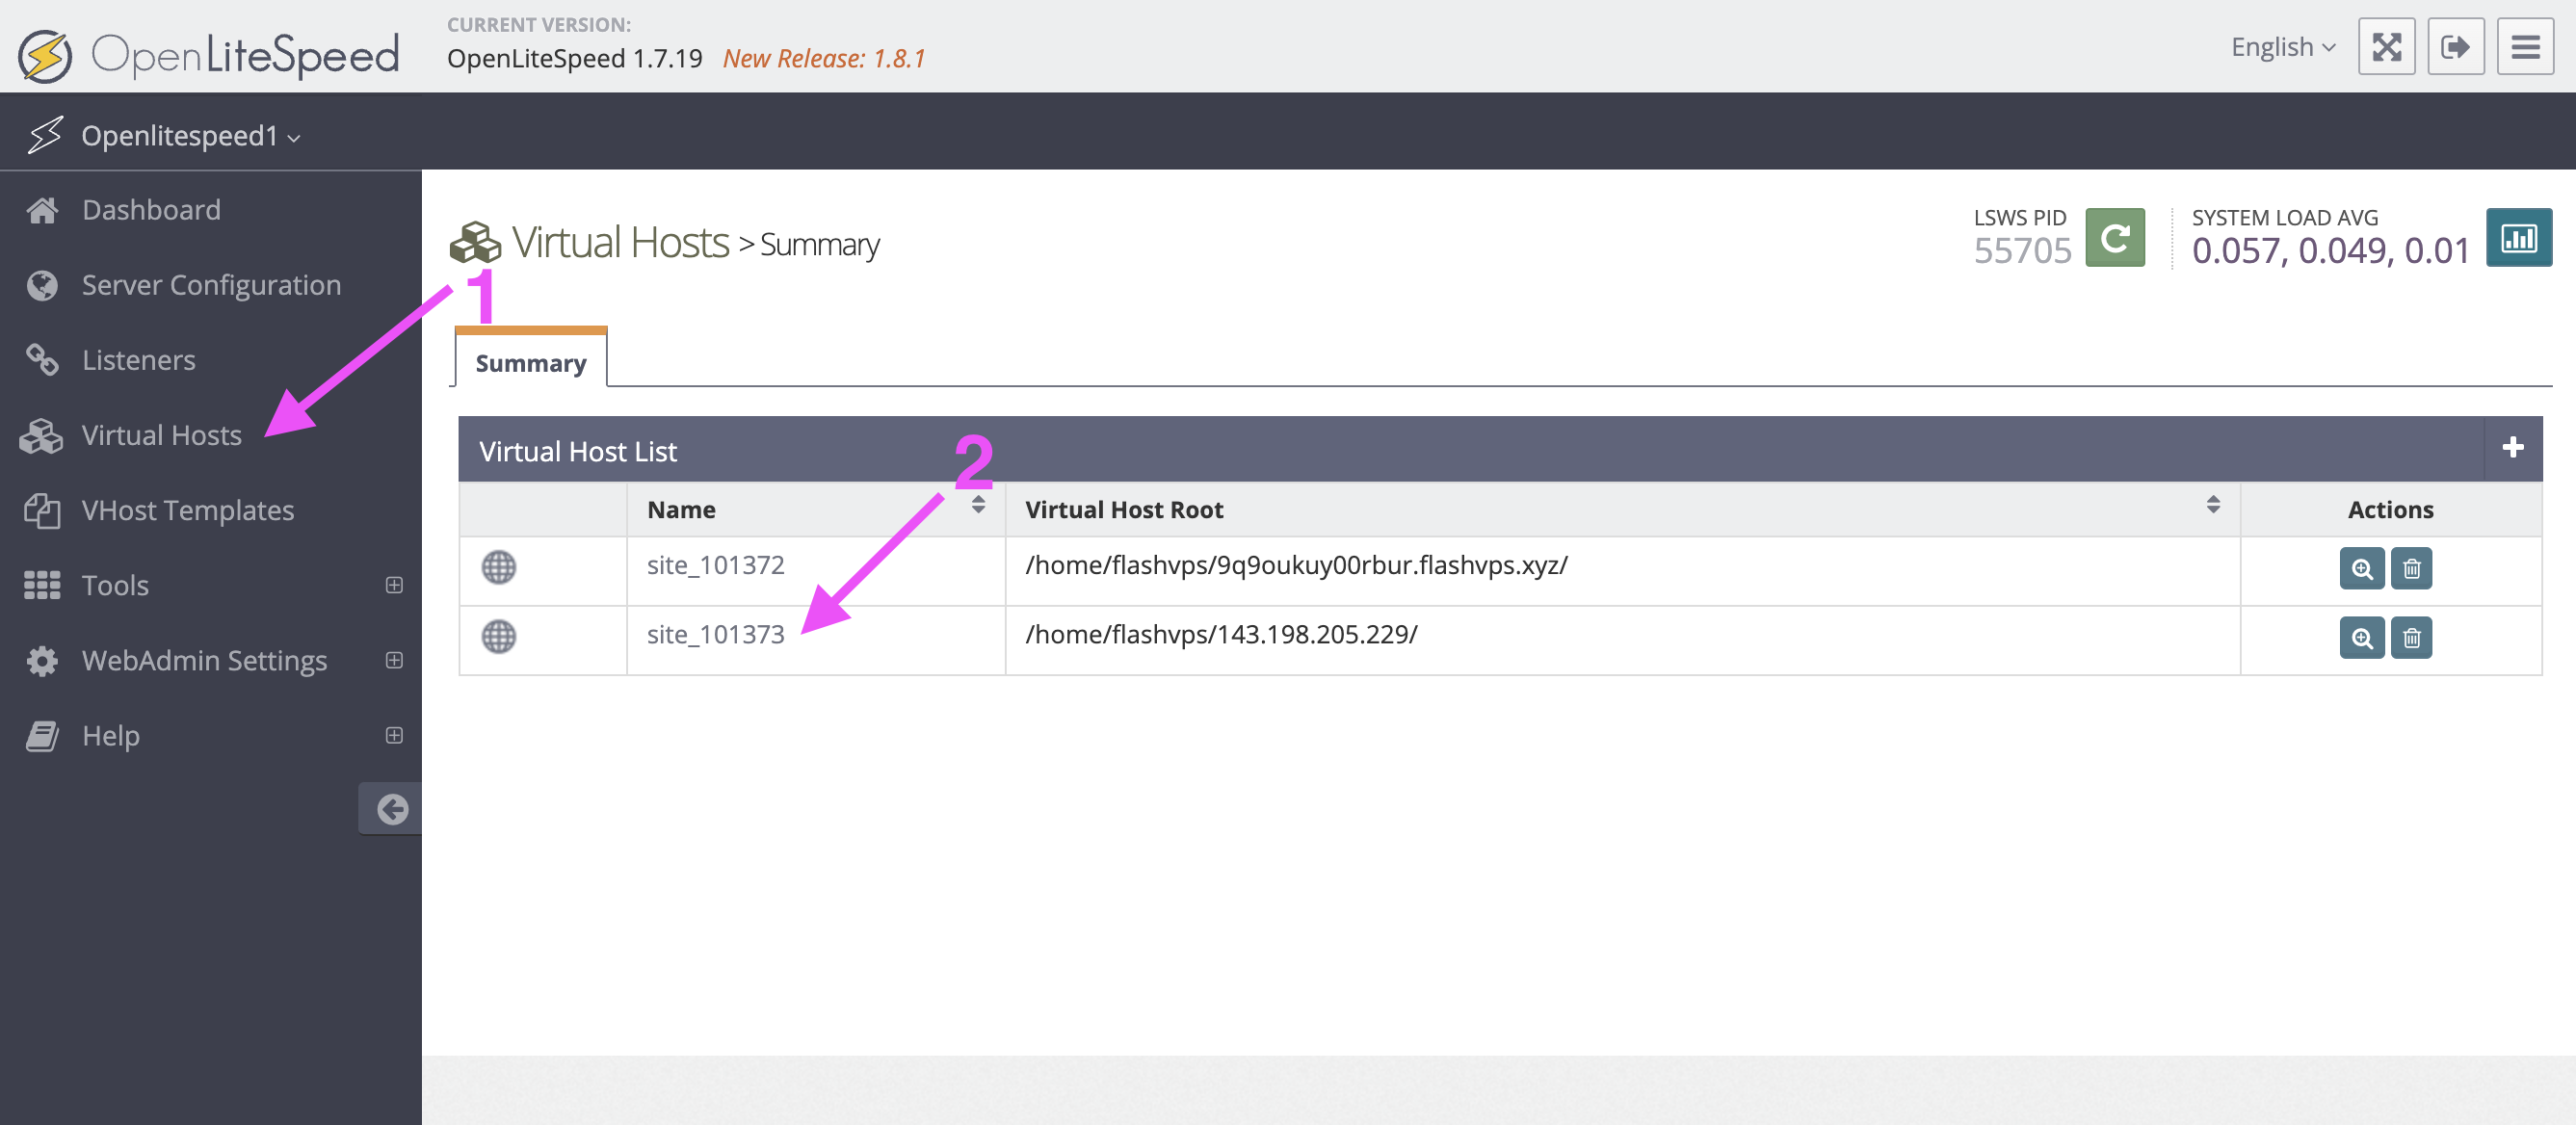 OpenLiteSpeed
CURRENT VERSION:
OpenLiteSpeed 1.7.19 New Release: 1.8.1
English
Openlitespeed1
Dashboard
Server Configuration
Listeners
Virtual Hosts
VHost Templates
Tools
WebAdmin Settings
Help
Virtual Hosts > Summary
LSWS PID
55705
SYSTEM LOAD AVG
0.057, 0.049, 0.01
1
Summary
Virtual Host List
2
Name Virtual Host Root Actions
site_101372 /home/flashvps/9q9oukuy00rbur.flashvps.xyz/
site_101373 /home/flashvps/143.198.205.229/